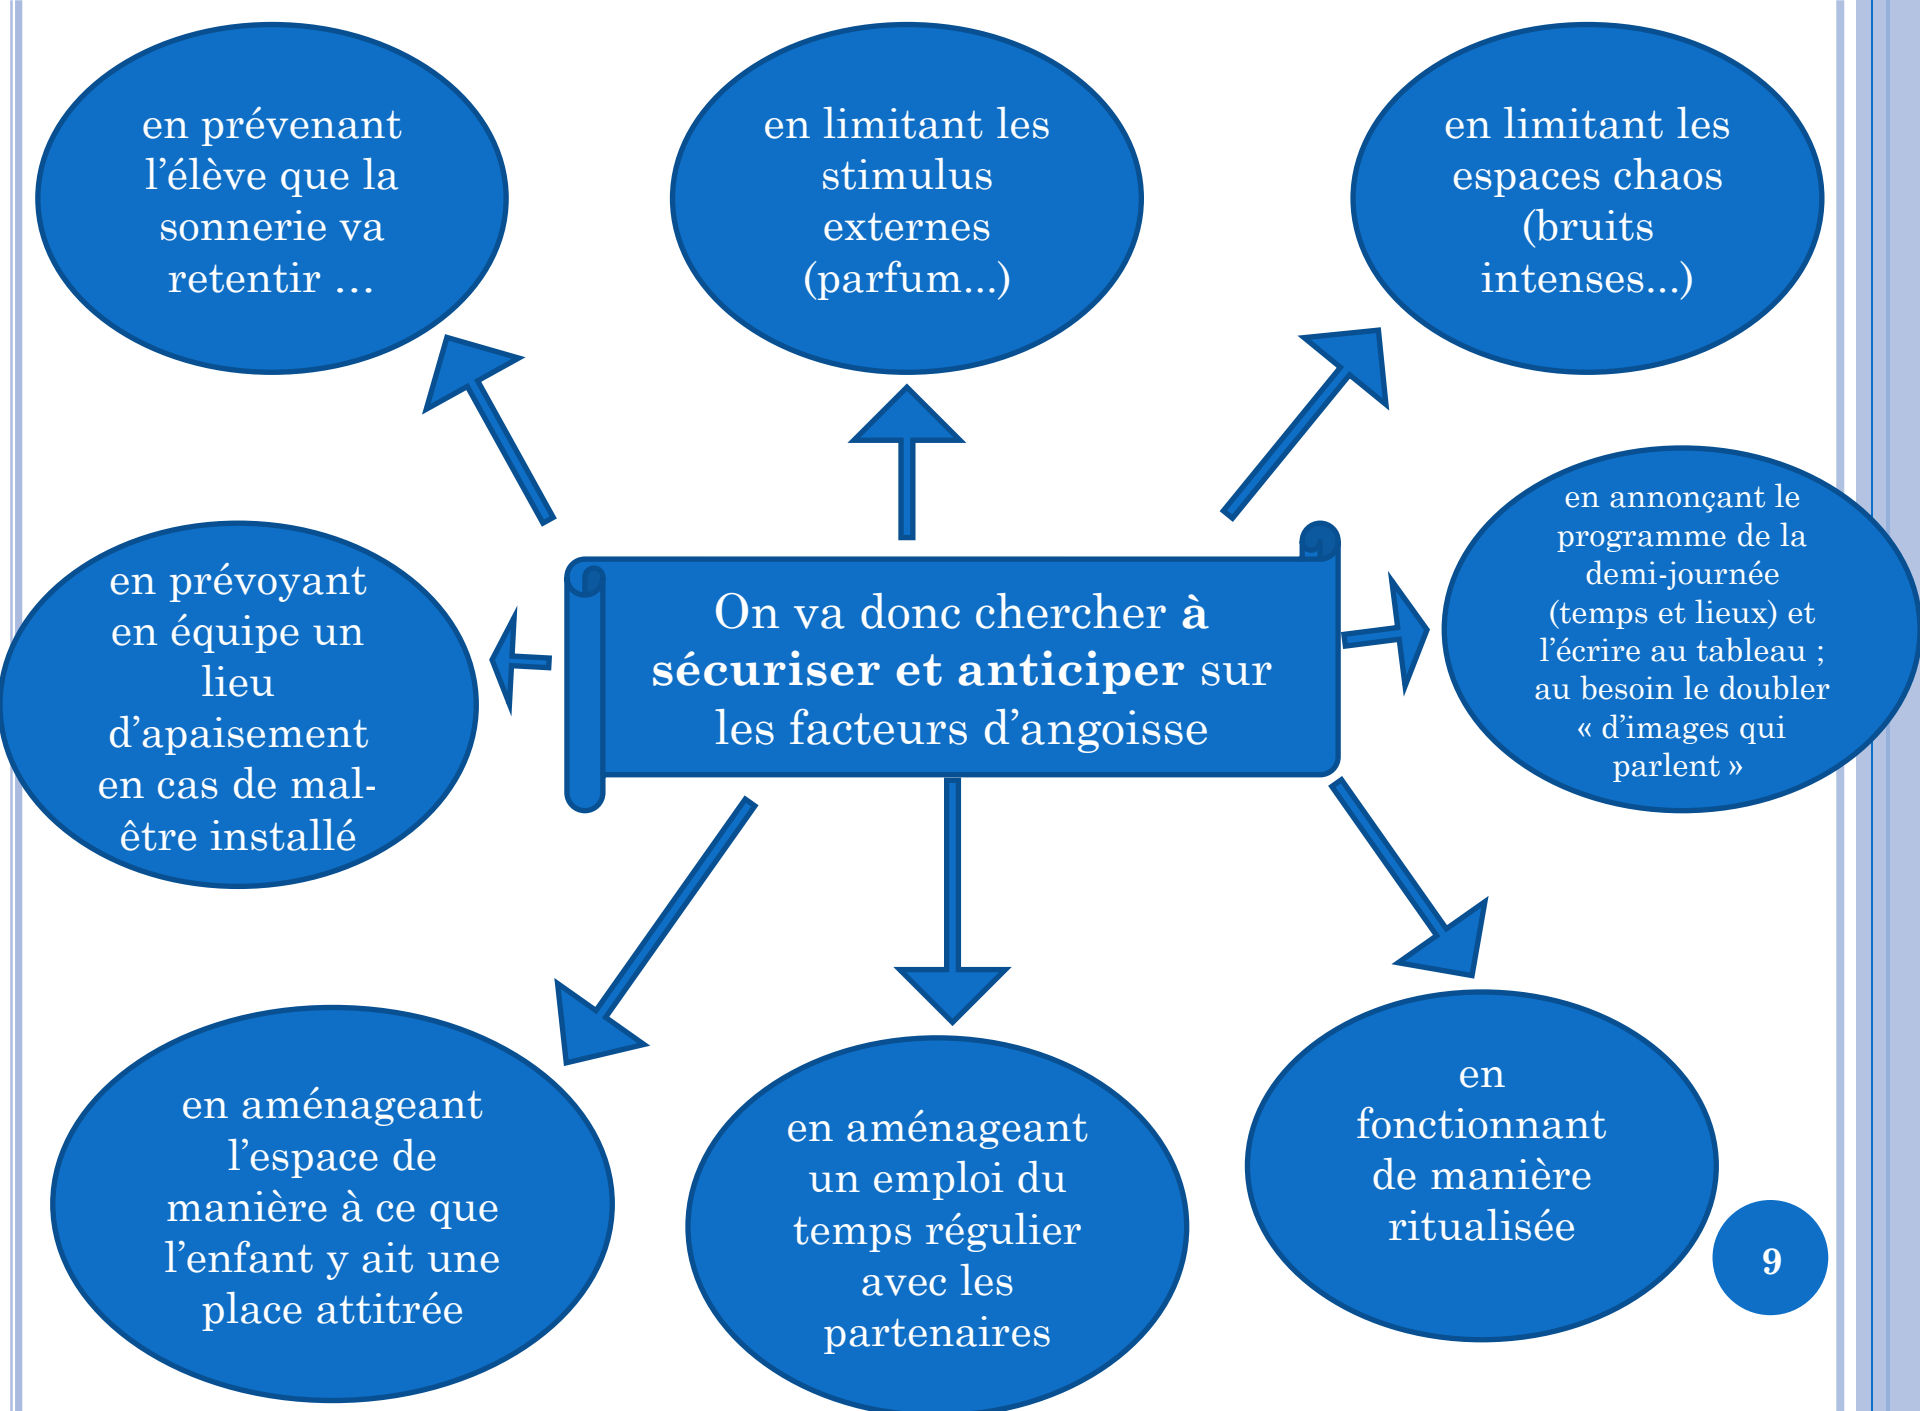 en prévenant
l’élève que la
sonnerie va
retentir …
en limitant les
stimulus
externes
(parfum...)
en limitant les
espaces chaos
(bruits
intenses...)
en prévoyant
en équipe un
lieu
d’apaisement
en cas de mal-
être installé
On va donc chercher à
sécuriser et anticiper sur
les facteurs d’angoisse
en annonçant le
programme de la
demi-journée
(temps et lieux) et
l’écrire au tableau ;
au besoin le doubler
« d’images qui
parlent »
en aménageant
l’espace de
manière à ce que
l’enfant y ait une
place attitrée
en aménageant
un emploi du
temps régulier
avec les
partenaires
en
fonctionnant
de manière
ritualisée
9